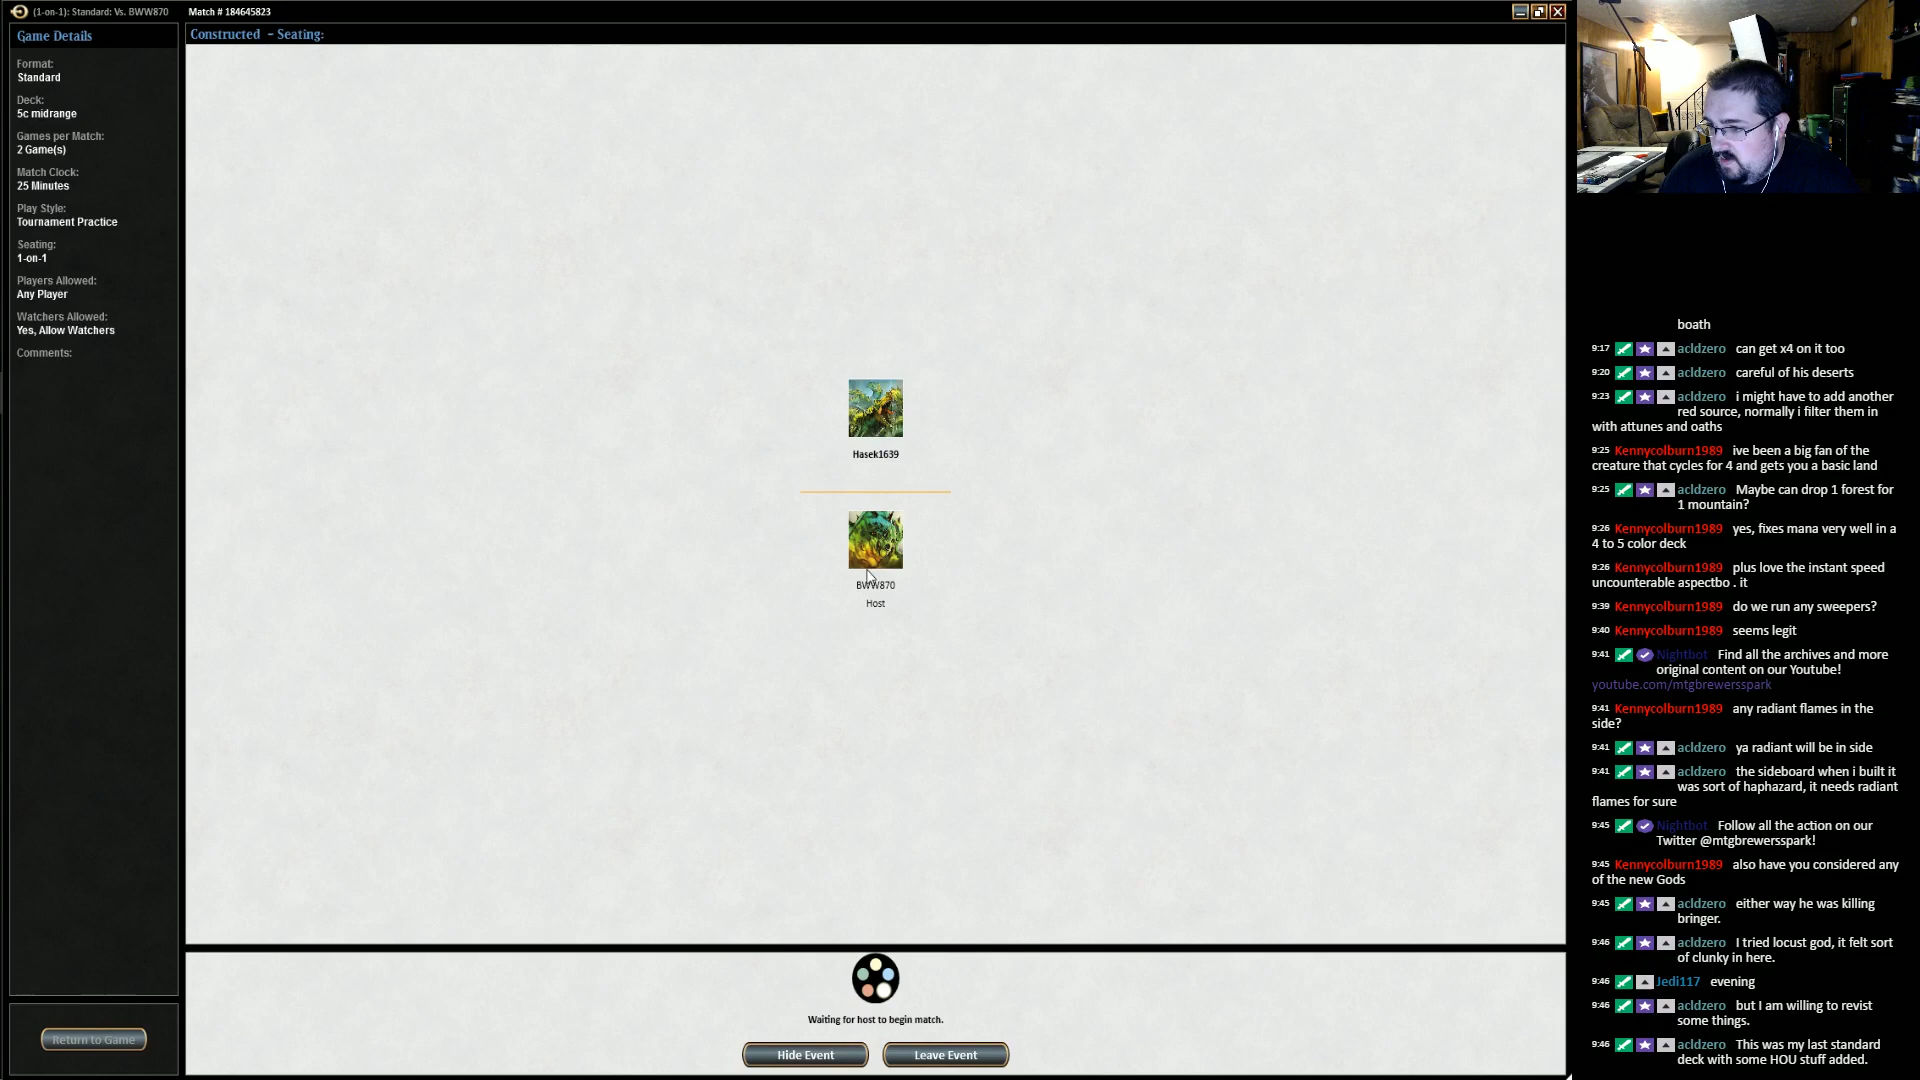 (1-on-1): Standard: Vs. BWW870 Match # 184645823
Game Details
Constructed - Seating:
Format:
Standard
Deck:
5c midrange
Games per Match:
2 Game(s)
Match Clock:
25 Minutes
Play Style:
Tournament Practice
Seating:
1-on-1
Players Allowed:
Any Player
Watchers Allowed:
Yes, Allow Watchers
Comments:
Return to Game
Hasek1639
BWW870
Host
Waiting for host to begin match.
Hide Event
Leave Event
boath
9:17 acldzero can get x4 on it too
9:20 acldzero careful of his deserts
9:23 acldzero i might have to add another
red source, normally i filter them in
with attunes and oaths
9:25 Kennycolburn1989 ive been a big fan of the
creature that cycles for 4 and gets you a basic land
9:25 acldzero Maybe can drop 1 forest for
1 mountain?
9:26 Kennycolburn1989 yes, fixes mana very well in a
4 to 5 color deck
9:26 Kennycolburn1989 plus love the instant speed
uncounterable aspectbo . it
9:39 Kennycolburn1989 do we run any sweepers?
9:40 Kennycolburn1989 seems legit
9:41 Nightbot Find all the archives and more
original content on our Youtube!
youtube.com/mtgbrewersspark
9:41 Kennycolburn1989 any radiant flames in the
side?
9:41 acldzero ya radiant will be in side
9:41 acldzero the sideboard when i built it
was sort of haphazard, it needs radiant
flames for sure
9:45 Nightbot Follow all the action on our
Twitter @mtgbrewersspark!
9:45 Kennycolburn1989 also have you considered any
of the new Gods
9:45 acldzero either way he was killing
bringer.
9:46 acldzero I tried locust god, it felt sort
of clunky in here.
9:46 Jedi117 evening
9:46 acldzero but I am willing to revist
some things.
9:46 acldzero This was my last standard
deck with some HOU stuff added.